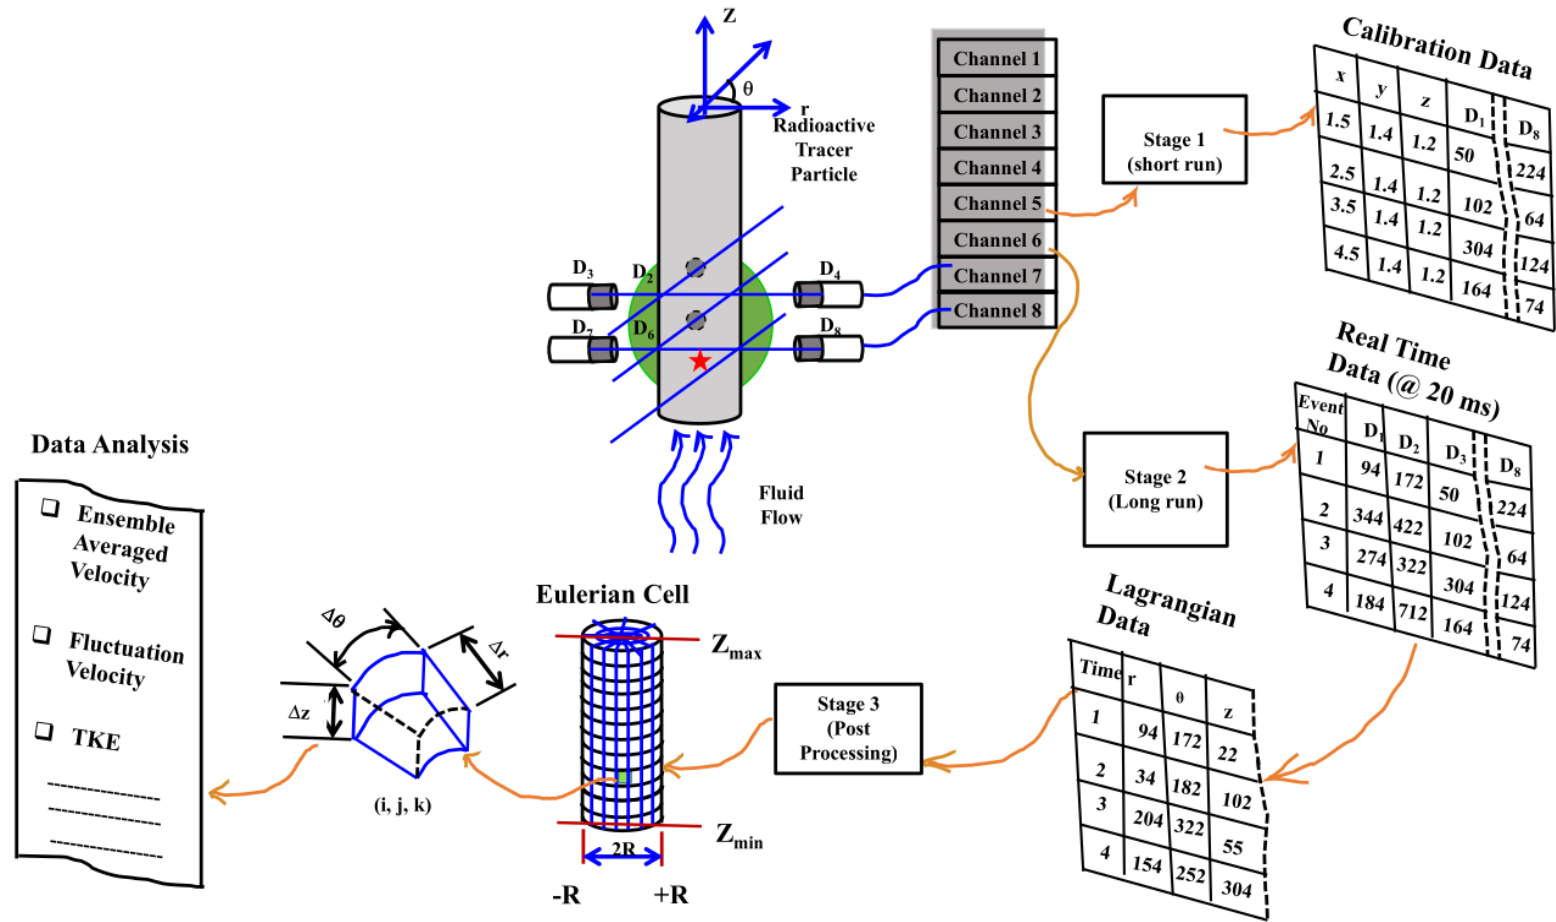 Z
θ
r
Radioactive
Tracer
Particle
D3
D2
D4
D7
D6
D8
Fluid
Flow
Channel 1
Channel 2
Channel 3
Channel 4
Channel 5
Channel 6
Channel 7
Channel 8
Stage 1
(short run)
Calibration Data
x y z D1 D8
1.5 1.4 1.2 50 224
2.5 1.4 1.2 102 64
3.5 1.4 1.2 304 124
4.5 1.4 1.2 164 74
Stage 2
(Long run)
Real Time
Data (@ 20 ms)
Event
No D1 D2 D3 D8
1 94 172 50 224
2 344 422 102 64
3 274 322 304 124
4 184 712 164 74
Lagrangian
Data
Time r θ z
1 94 172 22
2 34 182 102
3 204 322 55
4 154 252 304
Stage 3
(Post
Processing)
Eulerian Cell
Zmax
Zmin
2R
-R +R
Δθ
Δr
Δz
(i, j, k)
Data Analysis
❑ Ensemble
Averaged
Velocity
❑ Fluctuation
Velocity
❑ TKE